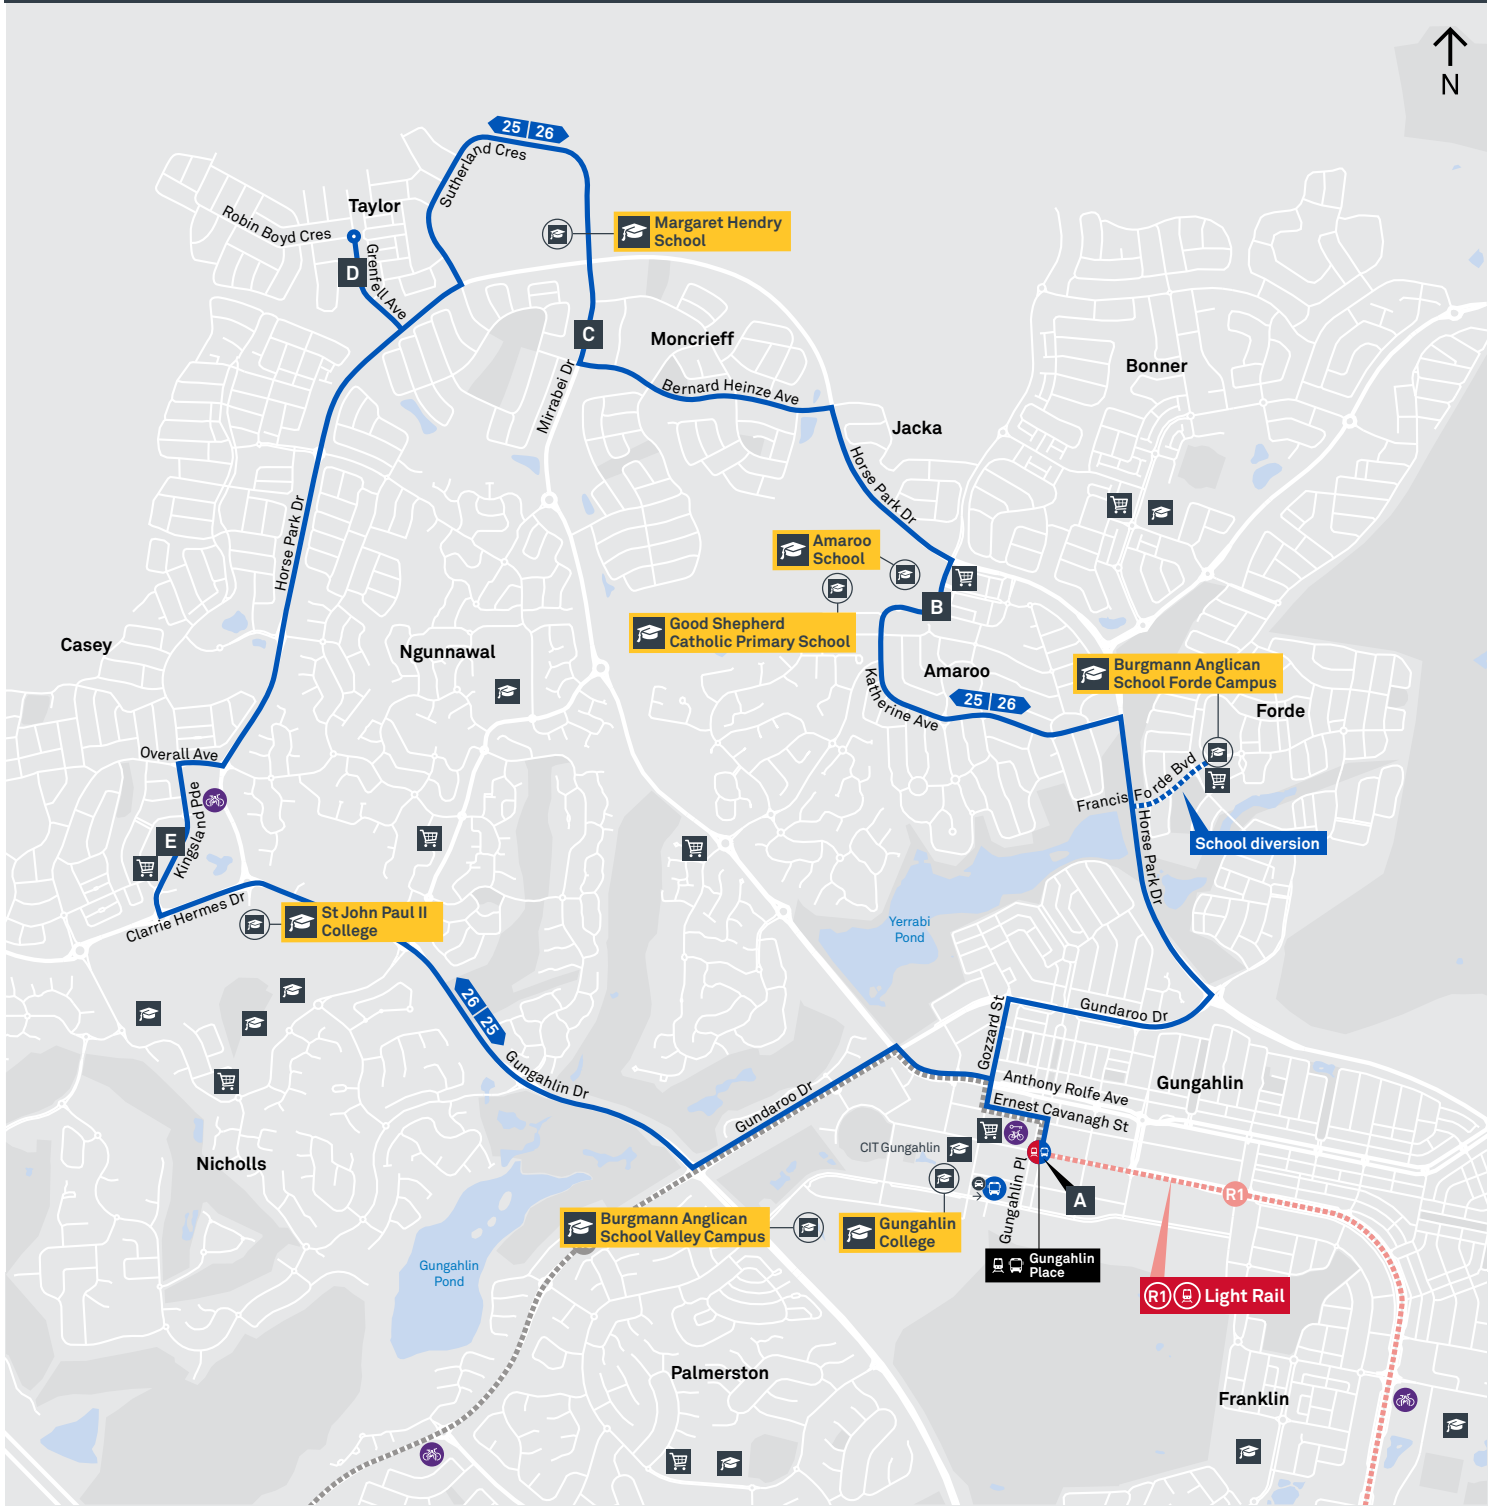 N
25 26
Sutherland Cres
Taylor
Robin Boyd Cres
Margaret Hendry
School
D
Grenfell Ave
C
Moncrieff
Bonner
Mirrabei Dr
Bernard Heinze Ave
Jacka
Horse Park Dr
Horse Park Dr
Amaroo
School
B
Good Shepherd
Catholic Primary School
Casey
Ngunnawal
Amaroo
Burgmann Anglican
School Forde Campus
Katherine Ave
25 26
Forde
Overall Ave
Kingsland Pde
Francis Forde Bvd
Horse Park Dr
School diversion
E
Clarrie Hermes Dr
St John Paul II
College
Yerrabi
Pond
26 25
Gozzard St
Gundaroo Dr
Gungahlin Dr
Gundaroo Dr
Anthony Rolfe Ave
Gungahlin
Ernest Cavanagh St
CIT Gungahlin
Nicholls
Gungahlin Pl
A
R1
Burgmann Anglican
School Valley Campus
Gungahlin
College
Gungahlin
Place
Gungahlin
Pond
R1 Light Rail
Palmerston
Franklin